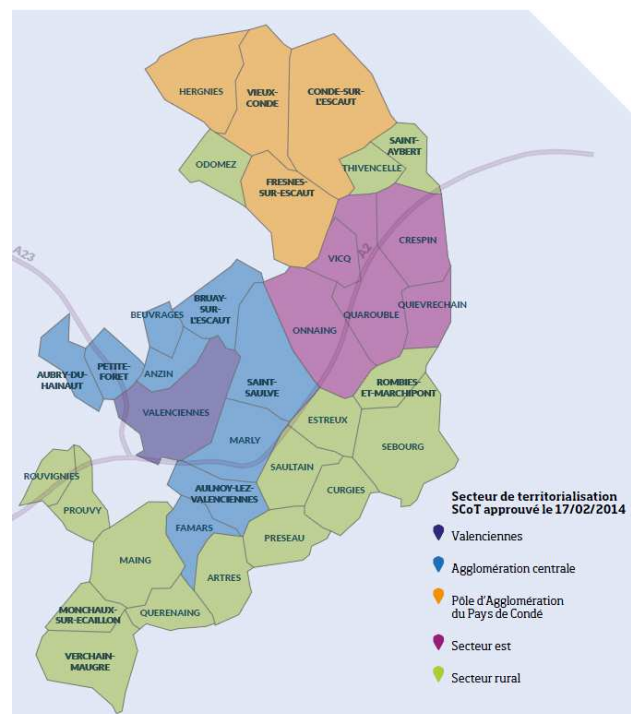 HERGNIES
VIEUX-
CONDE
CONDE-SUR-
L'ESCAUT
SAINT-
AYBERT
ODOMEZ
THIVENCELLE
FRESNES-
SUR-ESCAUT
CRESPIN
VICQ
A2
A23
QUIEVRECHAIN
BRUAY-
SUR-
L'ESCAUT
BEUVRAGES
QUAROUBLE
ONNAING
PETITE-
FORET
ANZIN
AUBRY-DU-
HAINAUT
SAINT-
SAULVE
ROMBIES-
ET-MARCHIPONT
VALENCIENNES
ESTREUX
MARLY
SEBOURG
SAULTAIN
ROUVIGNIES
AULNOY-LEZ-
VALENCIENNES
CURGIES
PROUVY
FAMARS
PRESEAU
MAING
ARTRES
MONCHAUX-
SUR-ECAILLON
QUERENAING
VERCHAIN-
MAUGRE
Secteur de territorialisation
SCoT approuvé le 17/02/2014
Valenciennes
Agglomération centrale
Pôle d'Agglomération
du Pays de Condé
Secteur est
Secteur rural